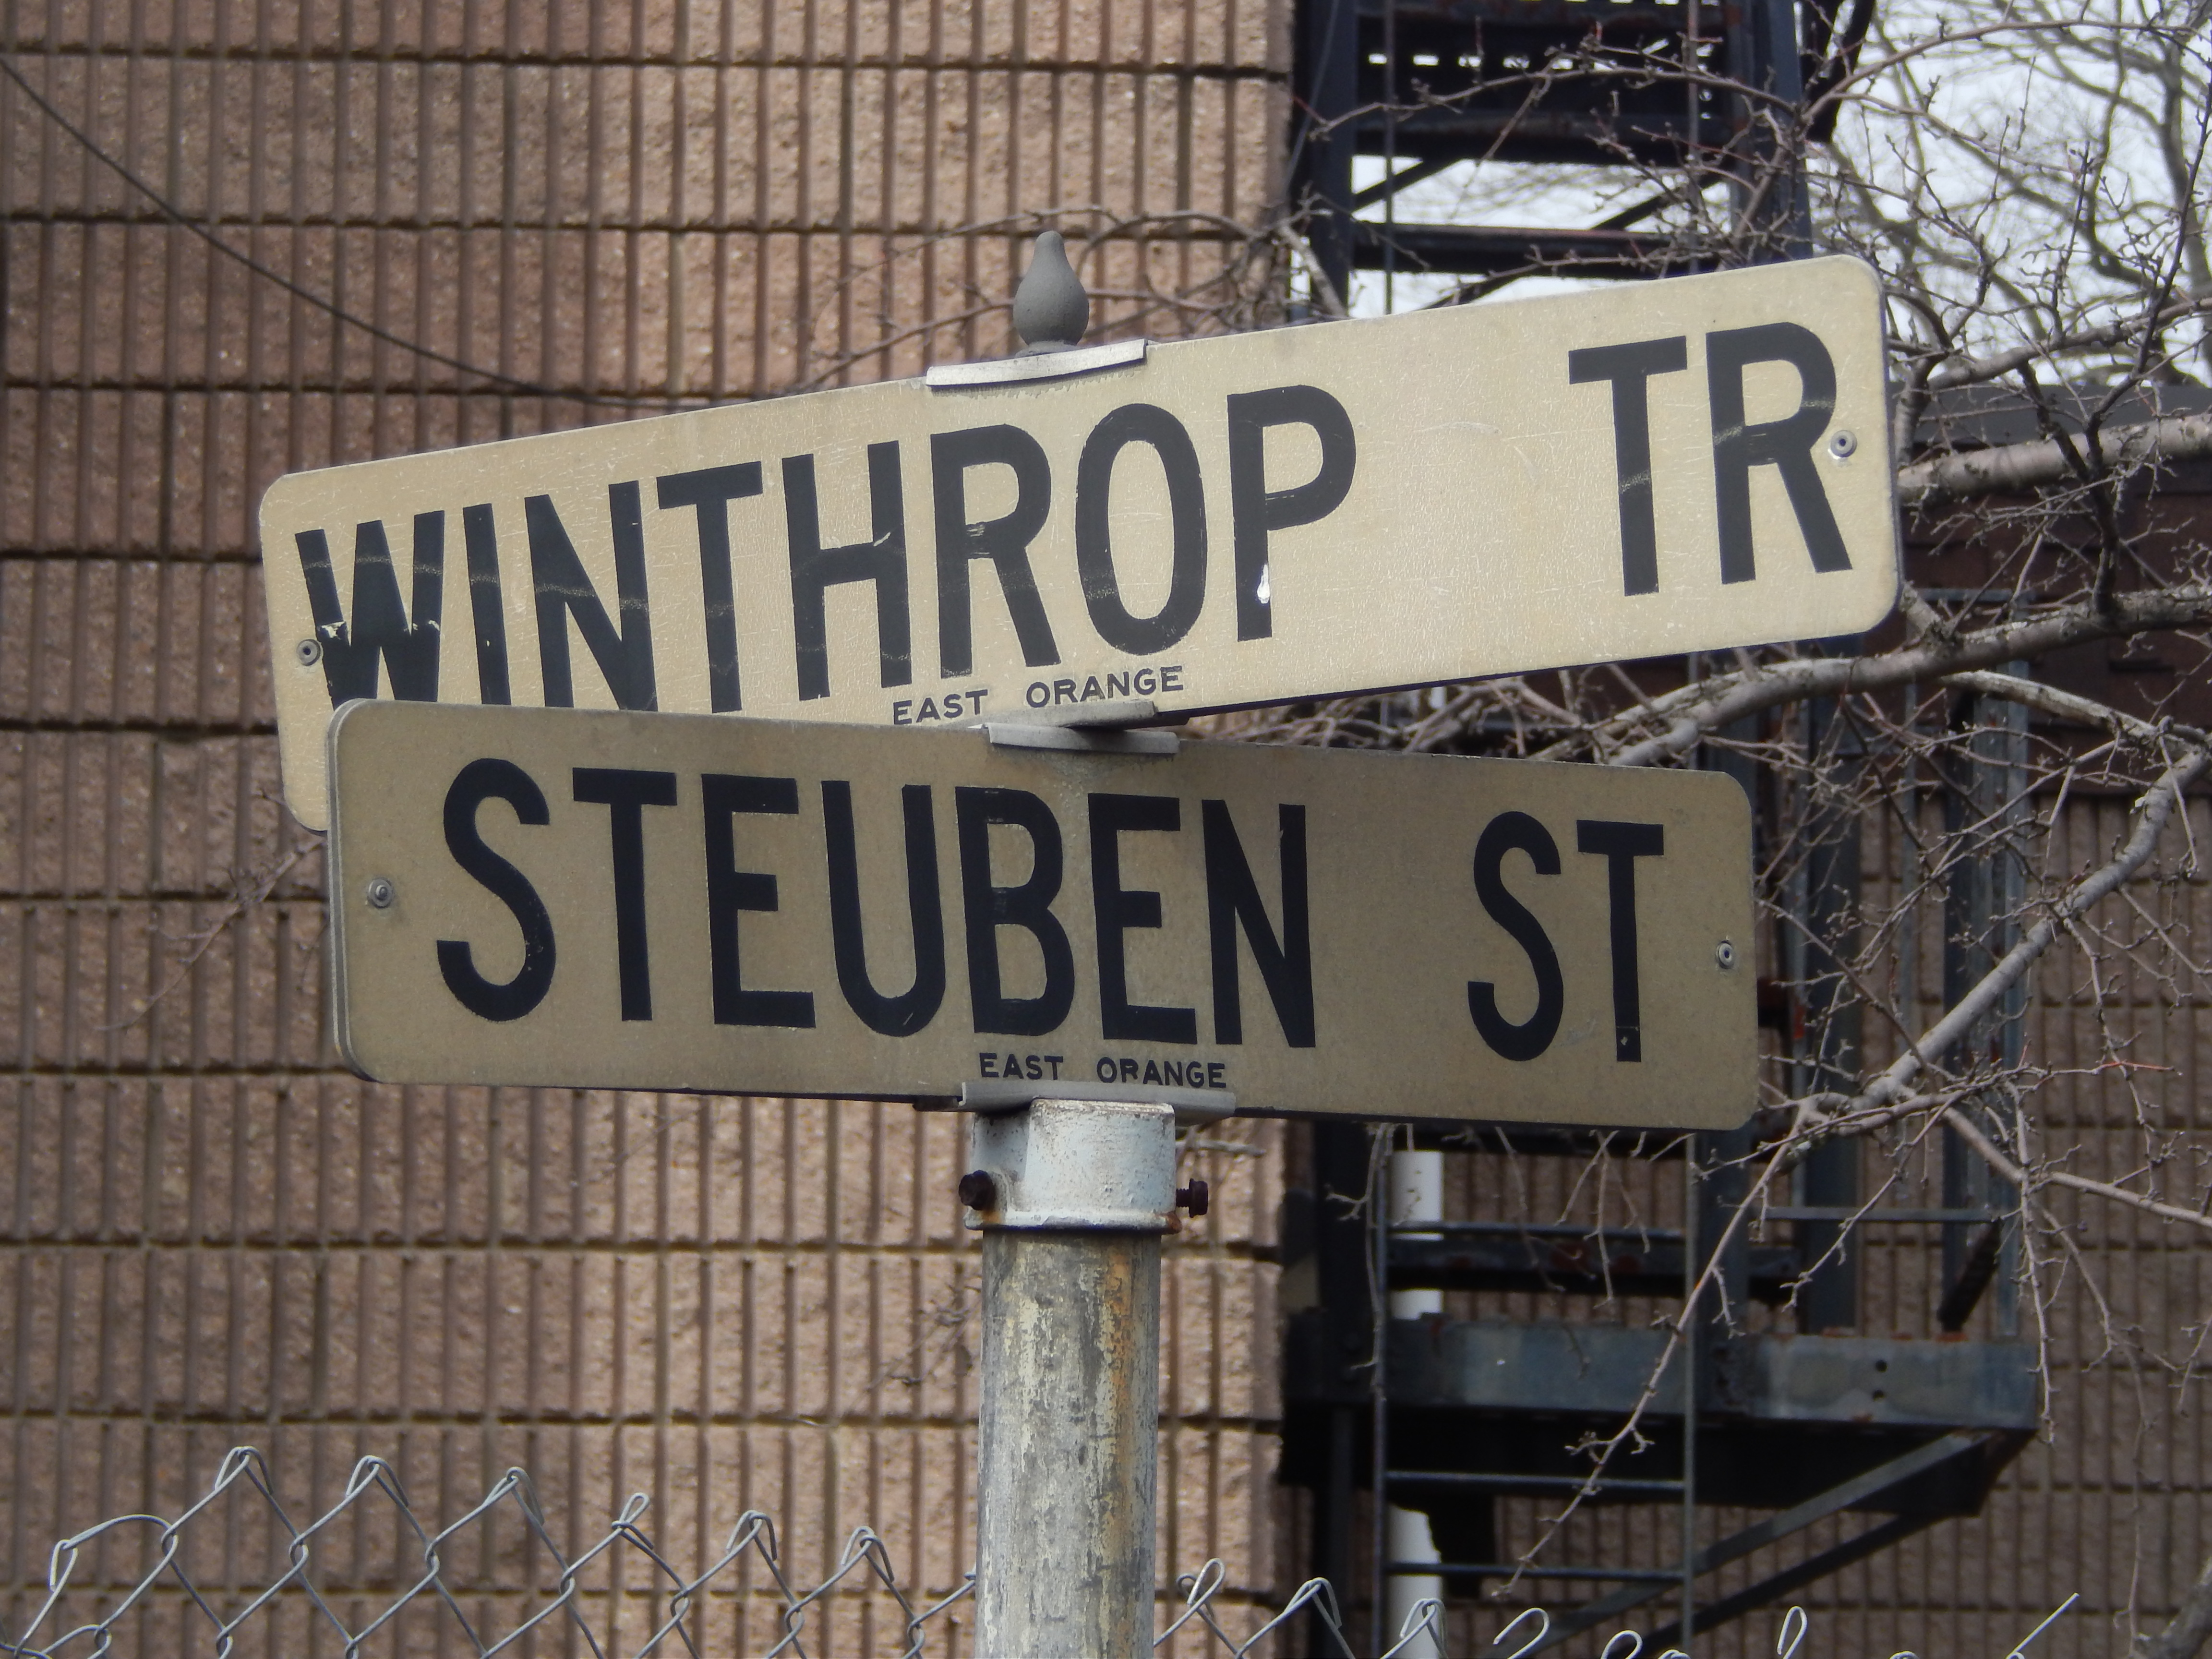 WINTHROP TR
EAST ORANGE
STEUBEN ST
EAST ORANGE